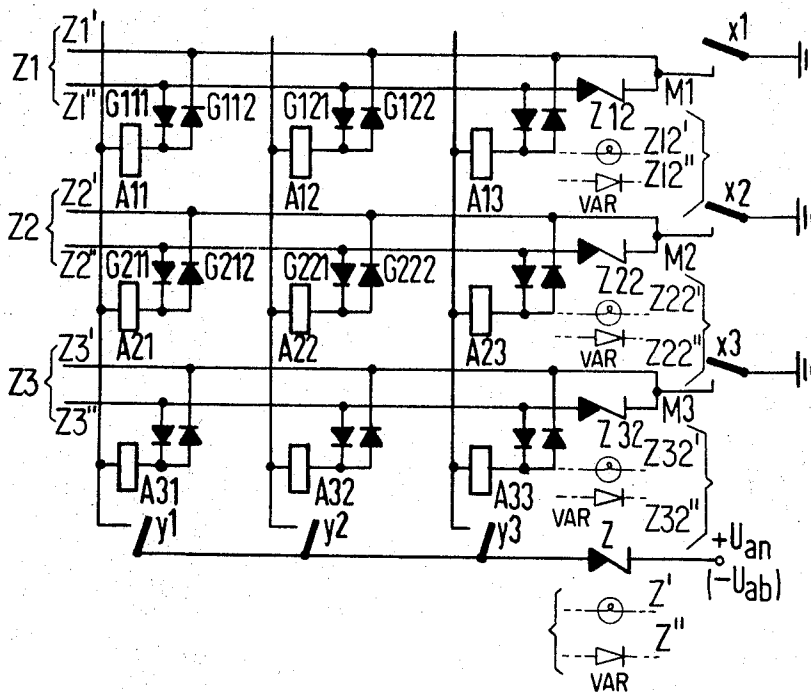 Z1 Z1' x1
Z1" G111 G112 G121 G122 Z12 M1
A11 A12 A13 Z12'
Z12"
VAR
Z2 Z2' x2
Z2" G211 G212 G221 G222 Z22 M2
A21 A22 A23 Z22'
Z22"
VAR
Z3 Z3' x3
Z3" Z32 M3
A31 A32 A33 Z32'
Z32"
VAR
y1 y2 y3 Z +Uan
(-Uab)
Z'
Z"
VAR